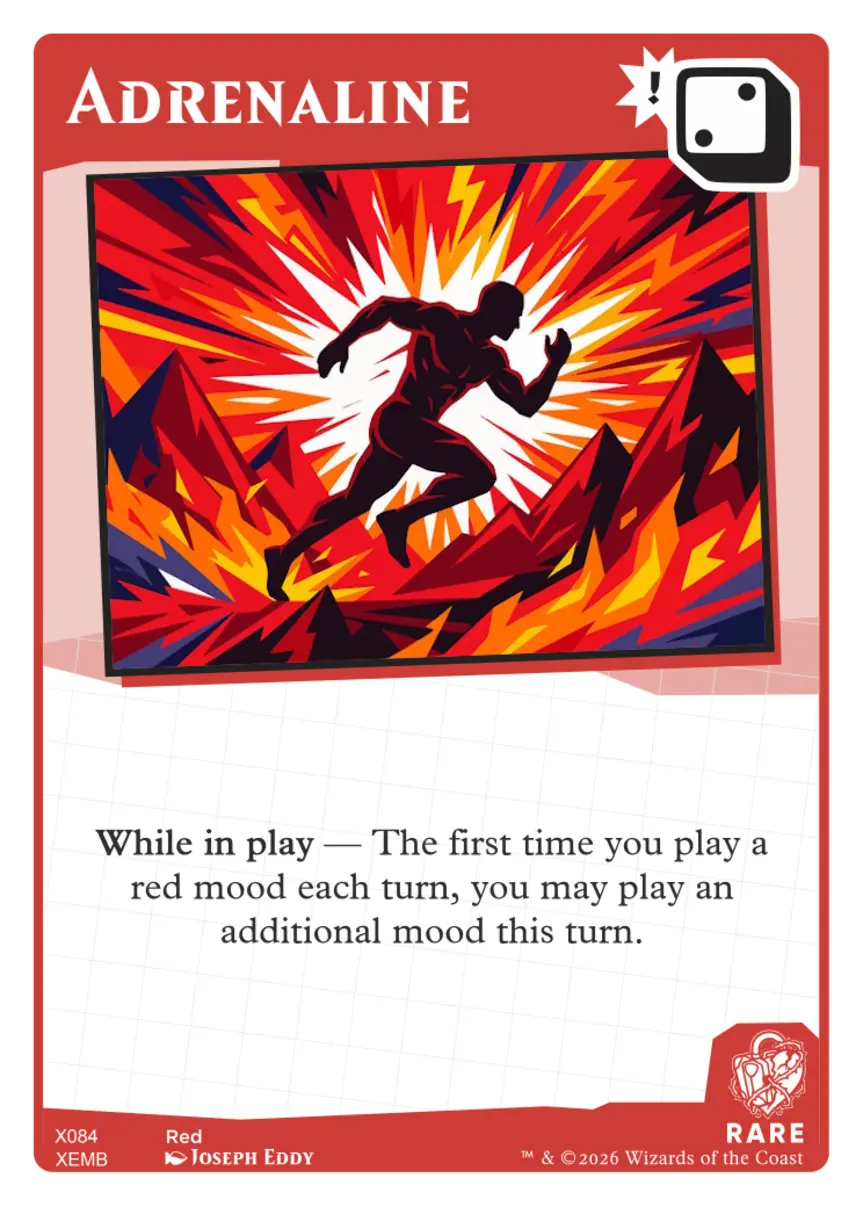 ADRENALINE
!
While in play — The first time you play a
red mood each turn, you may play an
additional mood this turn.
RARE
X084 Red
XEMB JOSEPH EDDY ™ & ©2026 Wizards of the Coast